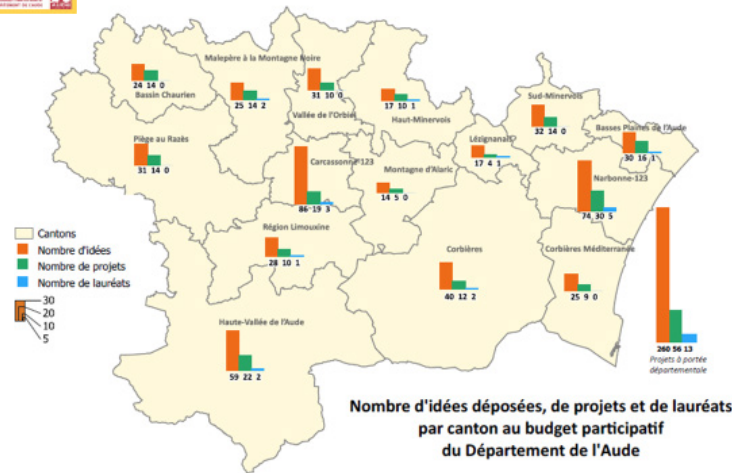 DÉPARTEMENT DE L'AUDE
Malepère à la Montagne Noire
24 14 0
Bassin Chaurien
25 14 2
31 10 0
Vallée de l'Orbiel
17 10 1
Haut-Minervois
Sud-Minervois
32 14 0
Basses Plaines de l'Aude
30 16 1
Piège au Razès
31 14 0
Carcassonne-123
86 19 3
Montagne d'Alaric
14 5 0
Lézignanais
17 4 1
Narbonne-123
74 30 5
Cantons
Nombre d'idées
Nombre de projets
Nombre de lauréats
30
20
10
5
Région Limouxine
28 10 1
Corbières
40 12 2
Corbières Méditerranée
25 9 0
Haute-Vallée de l'Aude
59 22 2
260 56 13
Projets à portée
départementale
Nombre d'idées déposées, de projets et de lauréats
par canton au budget participatif
du Département de l'Aude